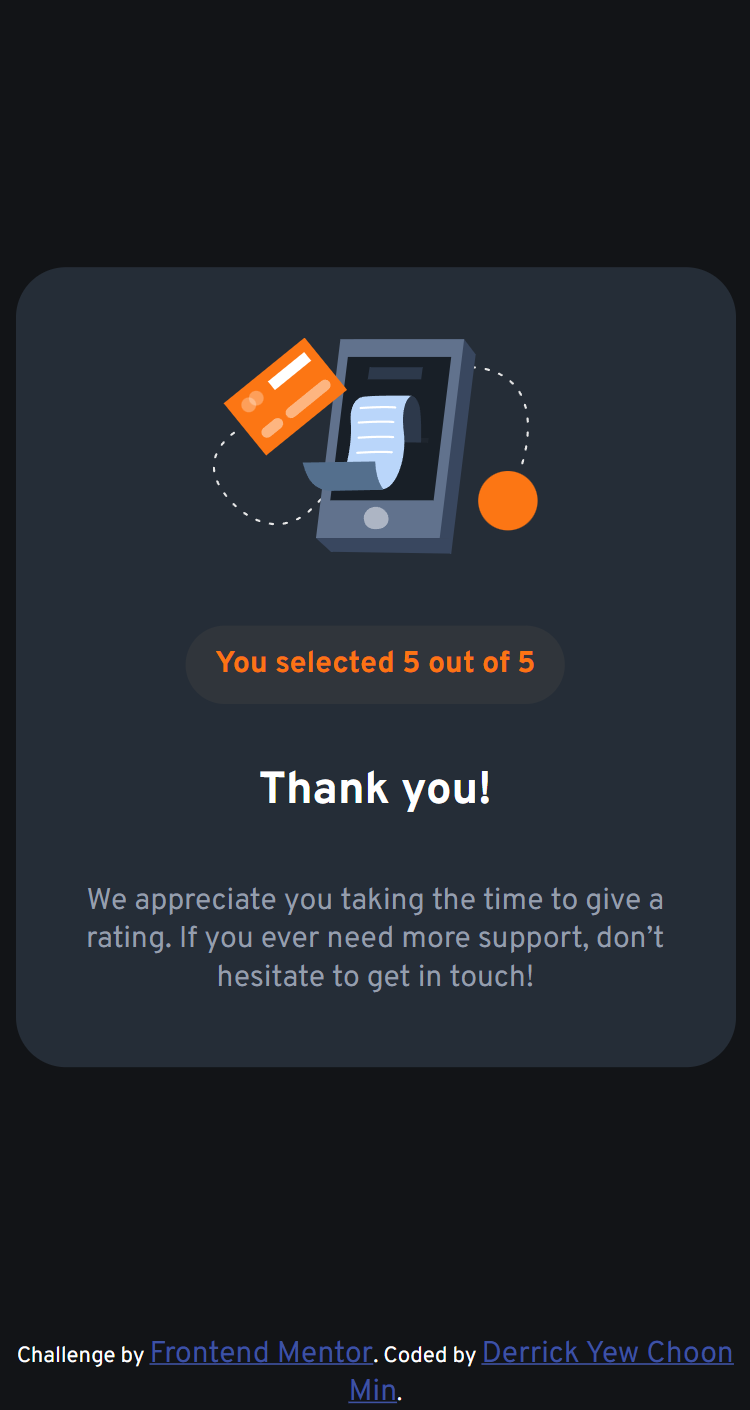 You selected 5 out of 5
Thank you!
We appreciate you taking the time to give a
rating. If you ever need more support, don’t
hesitate to get in touch!
Challenge by Frontend Mentor. Coded by Derrick Yew Choon
Min.